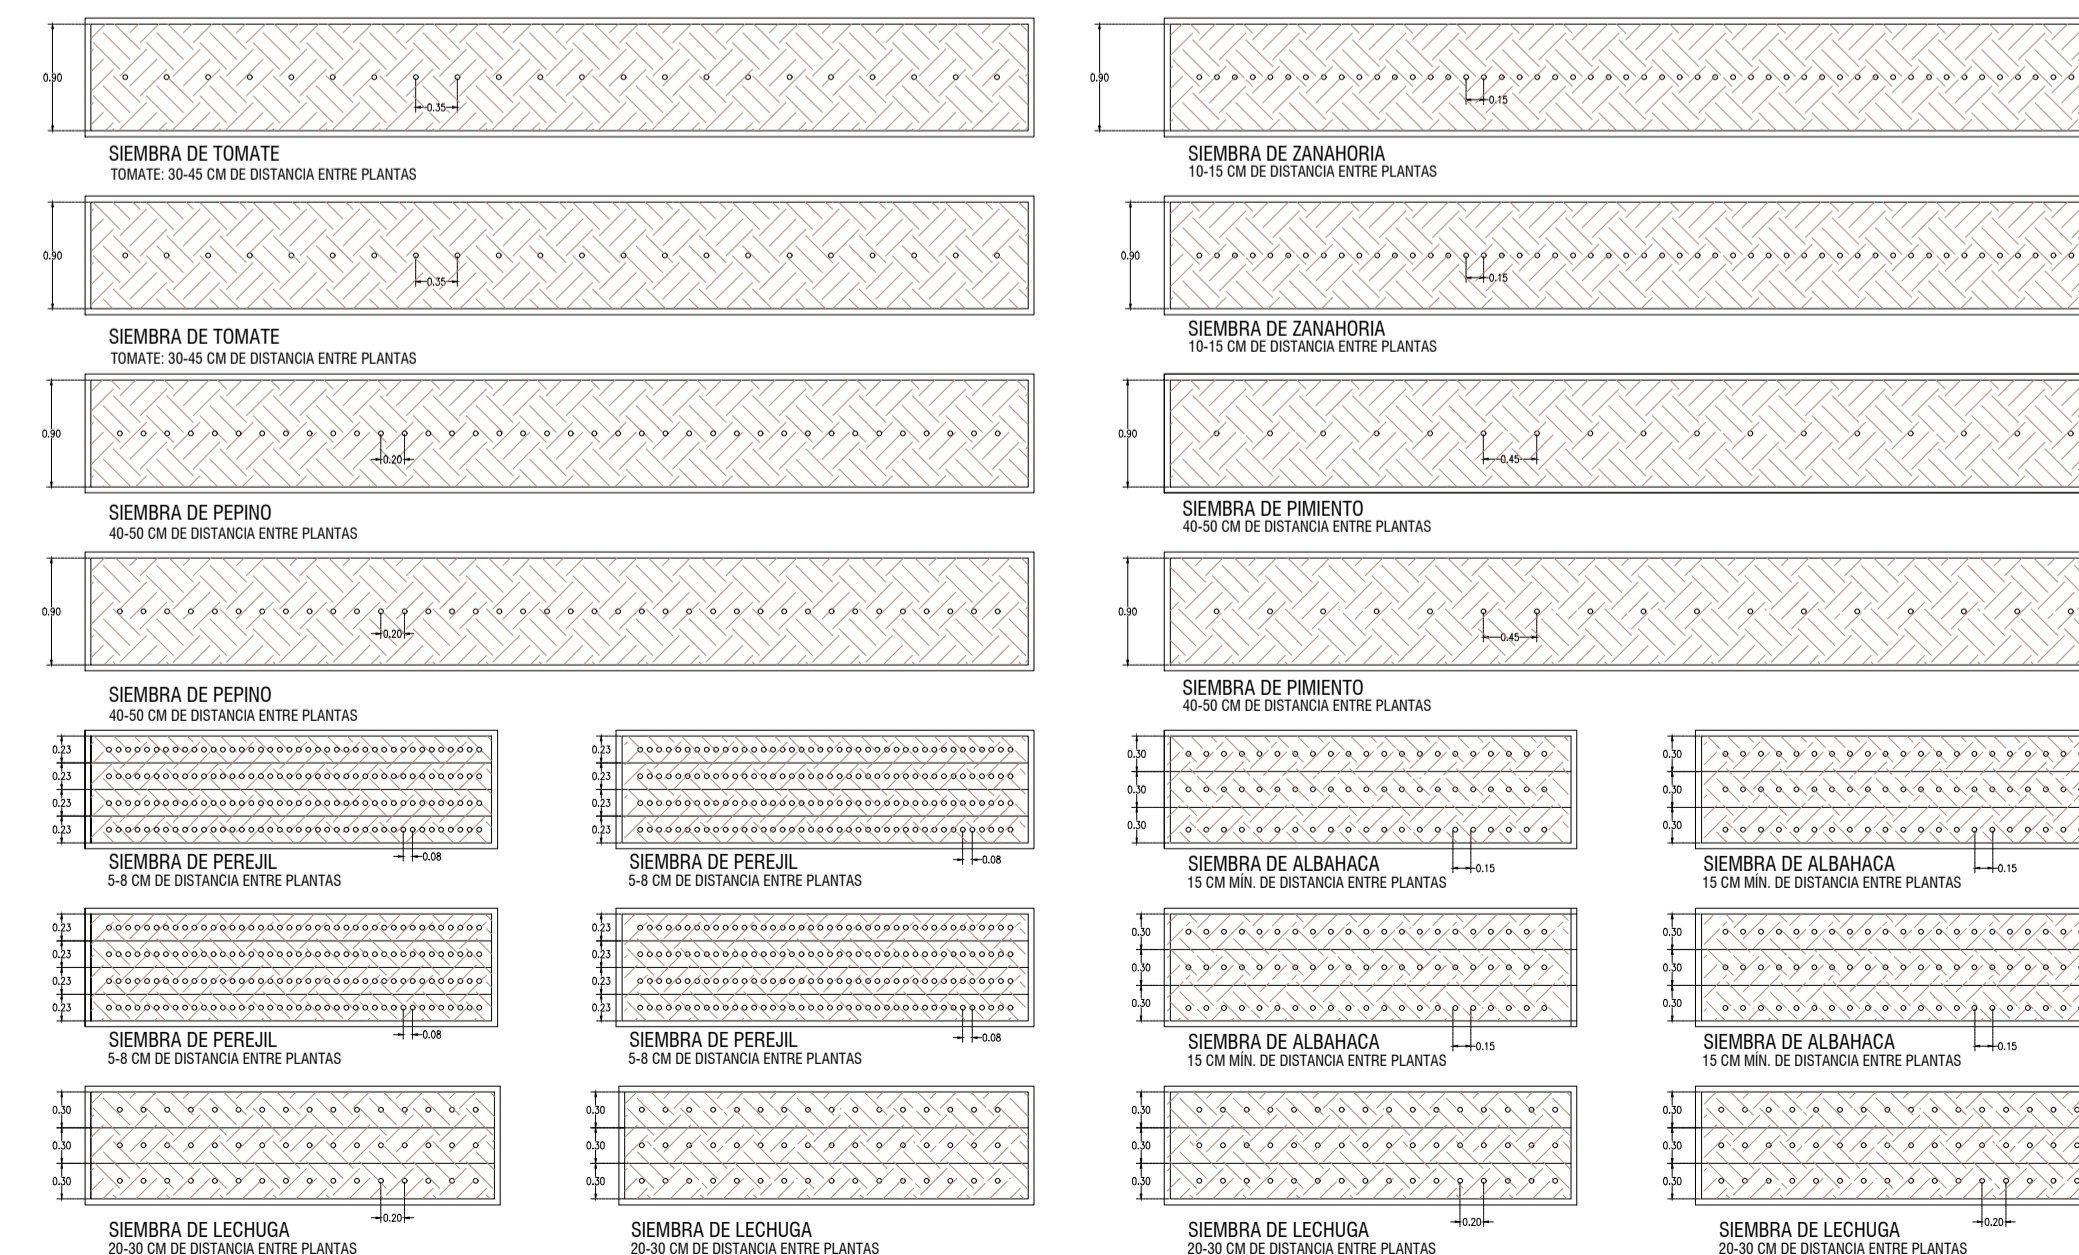 0.90
0.35
SIEMBRA DE TOMATE
TOMATE: 30-45 CM DE DISTANCIA ENTRE PLANTAS
0.90
0.15
SIEMBRA DE ZANAHORIA
10-15 CM DE DISTANCIA ENTRE PLANTAS
0.90
0.35
SIEMBRA DE TOMATE
TOMATE: 30-45 CM DE DISTANCIA ENTRE PLANTAS
0.90
0.15
SIEMBRA DE ZANAHORIA
10-15 CM DE DISTANCIA ENTRE PLANTAS
0.90
0.20
SIEMBRA DE PEPINO
40-50 CM DE DISTANCIA ENTRE PLANTAS
0.90
0.45
SIEMBRA DE PIMIENTO
40-50 CM DE DISTANCIA ENTRE PLANTAS
0.90
0.20
SIEMBRA DE PEPINO
40-50 CM DE DISTANCIA ENTRE PLANTAS
0.90
0.45
SIEMBRA DE PIMIENTO
40-50 CM DE DISTANCIA ENTRE PLANTAS
0.23
0.23
0.23
0.23
0.08
SIEMBRA DE PEREJIL
5-8 CM DE DISTANCIA ENTRE PLANTAS
0.23
0.23
0.23
0.23
0.08
SIEMBRA DE PEREJIL
5-8 CM DE DISTANCIA ENTRE PLANTAS
0.30
0.30
0.30
0.15
SIEMBRA DE ALBAHACA
15 CM MÍN. DE DISTANCIA ENTRE PLANTAS
0.30
0.30
0.30
0.15
SIEMBRA DE ALBAHACA
15 CM MÍN. DE DISTANCIA ENTRE PLANTAS
0.23
0.23
0.23
0.23
0.08
SIEMBRA DE PEREJIL
5-8 CM DE DISTANCIA ENTRE PLANTAS
0.23
0.23
0.23
0.23
0.08
SIEMBRA DE PEREJIL
5-8 CM DE DISTANCIA ENTRE PLANTAS
0.30
0.30
0.30
0.15
SIEMBRA DE ALBAHACA
15 CM MÍN. DE DISTANCIA ENTRE PLANTAS
0.30
0.30
0.30
0.15
SIEMBRA DE ALBAHACA
15 CM MÍN. DE DISTANCIA ENTRE PLANTAS
0.30
0.30
0.30
0.20
SIEMBRA DE LECHUGA
20-30 CM DE DISTANCIA ENTRE PLANTAS
0.30
0.30
0.30
SIEMBRA DE LECHUGA
20-30 CM DE DISTANCIA ENTRE PLANTAS
0.30
0.30
0.30
0.20
SIEMBRA DE LECHUGA
20-30 CM DE DISTANCIA ENTRE PLANTAS
0.30
0.30
0.30
0.20
SIEMBRA DE LECHUGA
20-30 CM DE DISTANCIA ENTRE PLANTAS